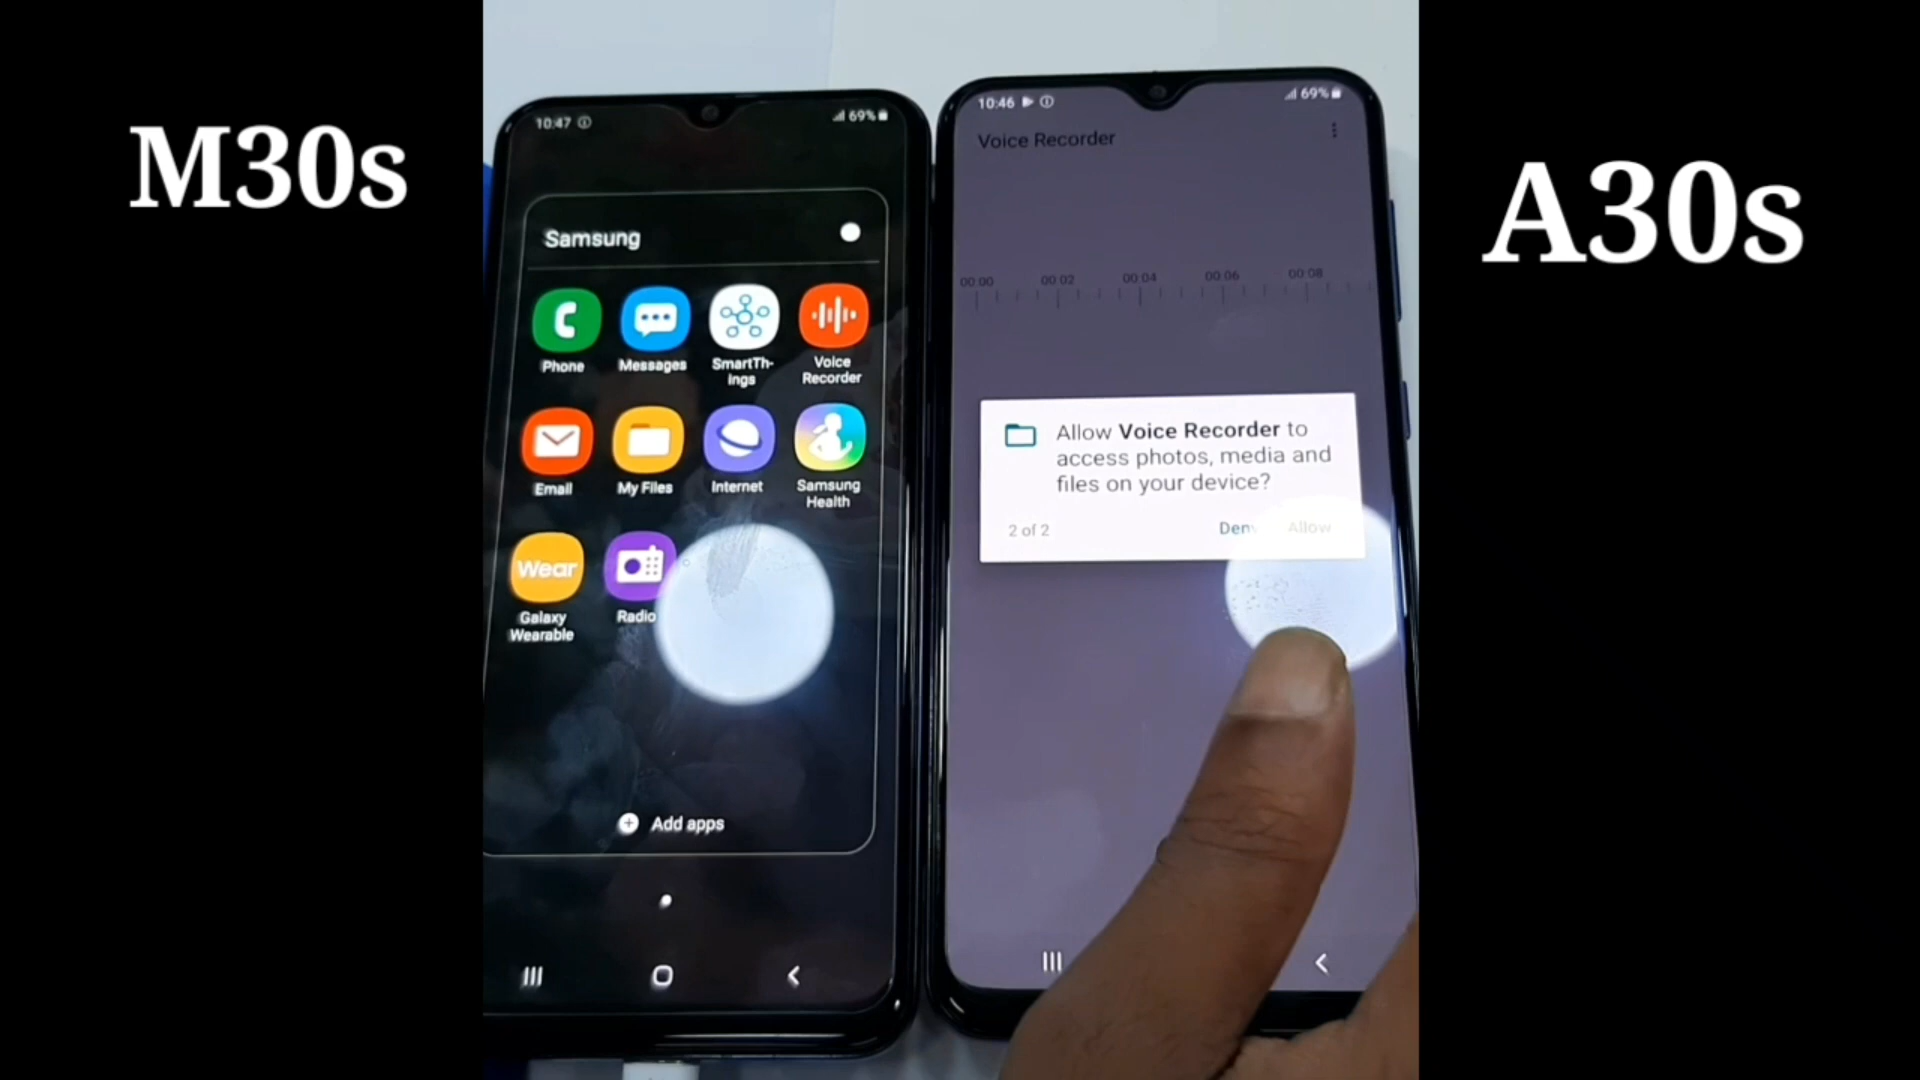 M30s
A30s
10:47
69%
Samsung
Phone
Messages
SmartTh-
ings
Voice
Recorder
Email
My Files
Internet
Samsung
Health
Wear
Galaxy
Wearable
Radio
Add apps
10:46
69%
Voice Recorder
00:00 00:02 00:04 00:06 00:08
Allow Voice Recorder to
access photos, media and
files on your device?
2 of 2
Deny
Allow